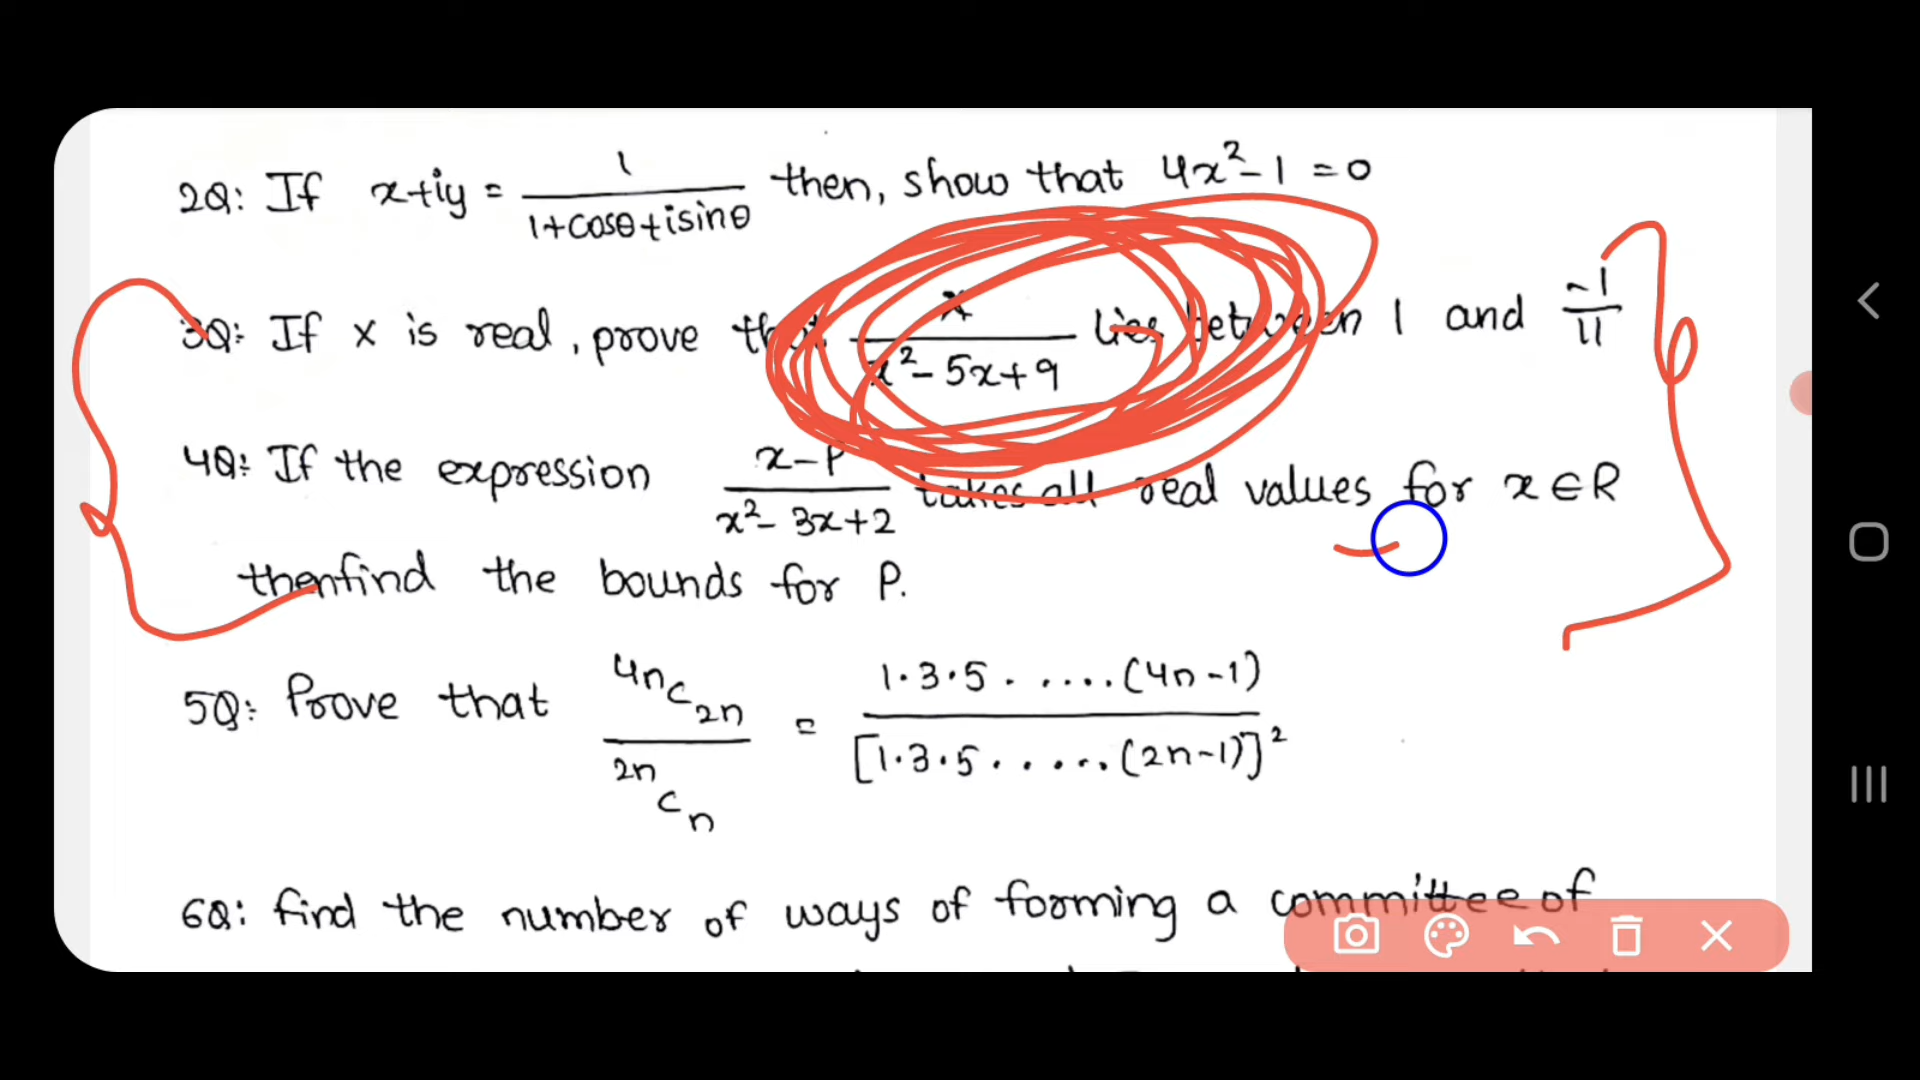 2Q: If x+iy = 1/(1+cosθ+isinθ) then, show that 4x²-1=0
3Q: If x is real, prove that x/(x²-5x+9) lies between 1 and -1/11
4Q: If the expression x-P/(x²-3x+2) takes all real values for x∈R
then find the bounds for P.
5Q: Prove that 4nC2n/2nCn = 1·3·5.....(4n-1)/[1·3·5.....(2n-1)]²
6Q: find the number of ways of forming a committee of